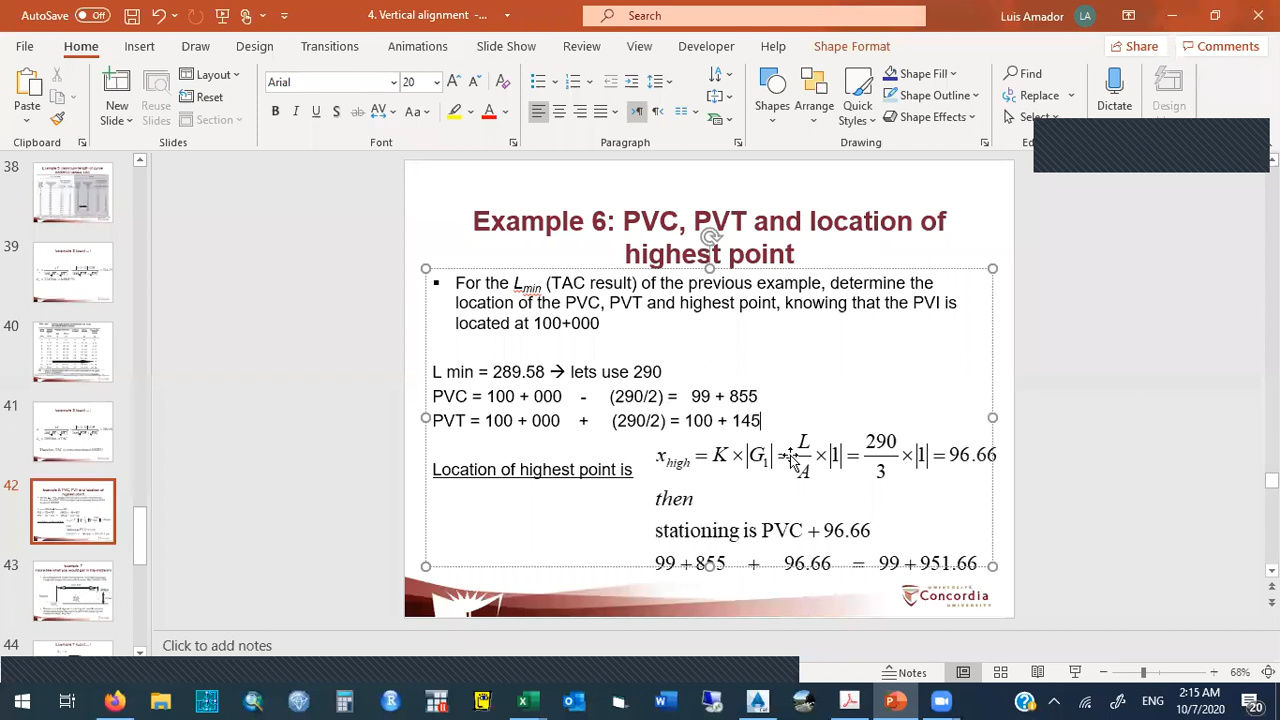 AutoSave Off
4. Vertical alignment -...
Search
Luis Amador LA
File Home Insert Draw Design Transitions Animations Slide Show Review View Developer Help Shape Format Share Comments
Paste
New Slide
Reuse Slides
Layout
Reset
Section
Arial 20
B I U S ab AV Aa A
Shapes Arrange Quick Styles
Shape Fill
Shape Outline
Shape Effects
Find
Replace
Select
Dictate
Design
Clipboard Slides Font Paragraph Drawing
38
39
40
41
42
43
44
Example 6: PVC, PVT and location of
highest point
▪ For the Lmin (TAC result) of the previous example, determine the
location of the PVC, PVT and highest point, knowing that the PVI is
located at 100+000
L min = 289.58 → lets use 290
PVC = 100 + 000 - (290/2) = 99 + 855
PVT = 100 + 000 + (290/2) = 100 + 145
Location of highest point is
x_high = K × |G₁| = L/A × |1| = 290/3 × |1| = 96.66
then
stationing is PVC + 96.66
99 + 855 + 96.66 = 99 + 951.66
UNIVERSITÉ
Concordia
UNIVERSITY
Click to add notes
Notes
68%
ENG
2:15 AM
10/7/2020
20